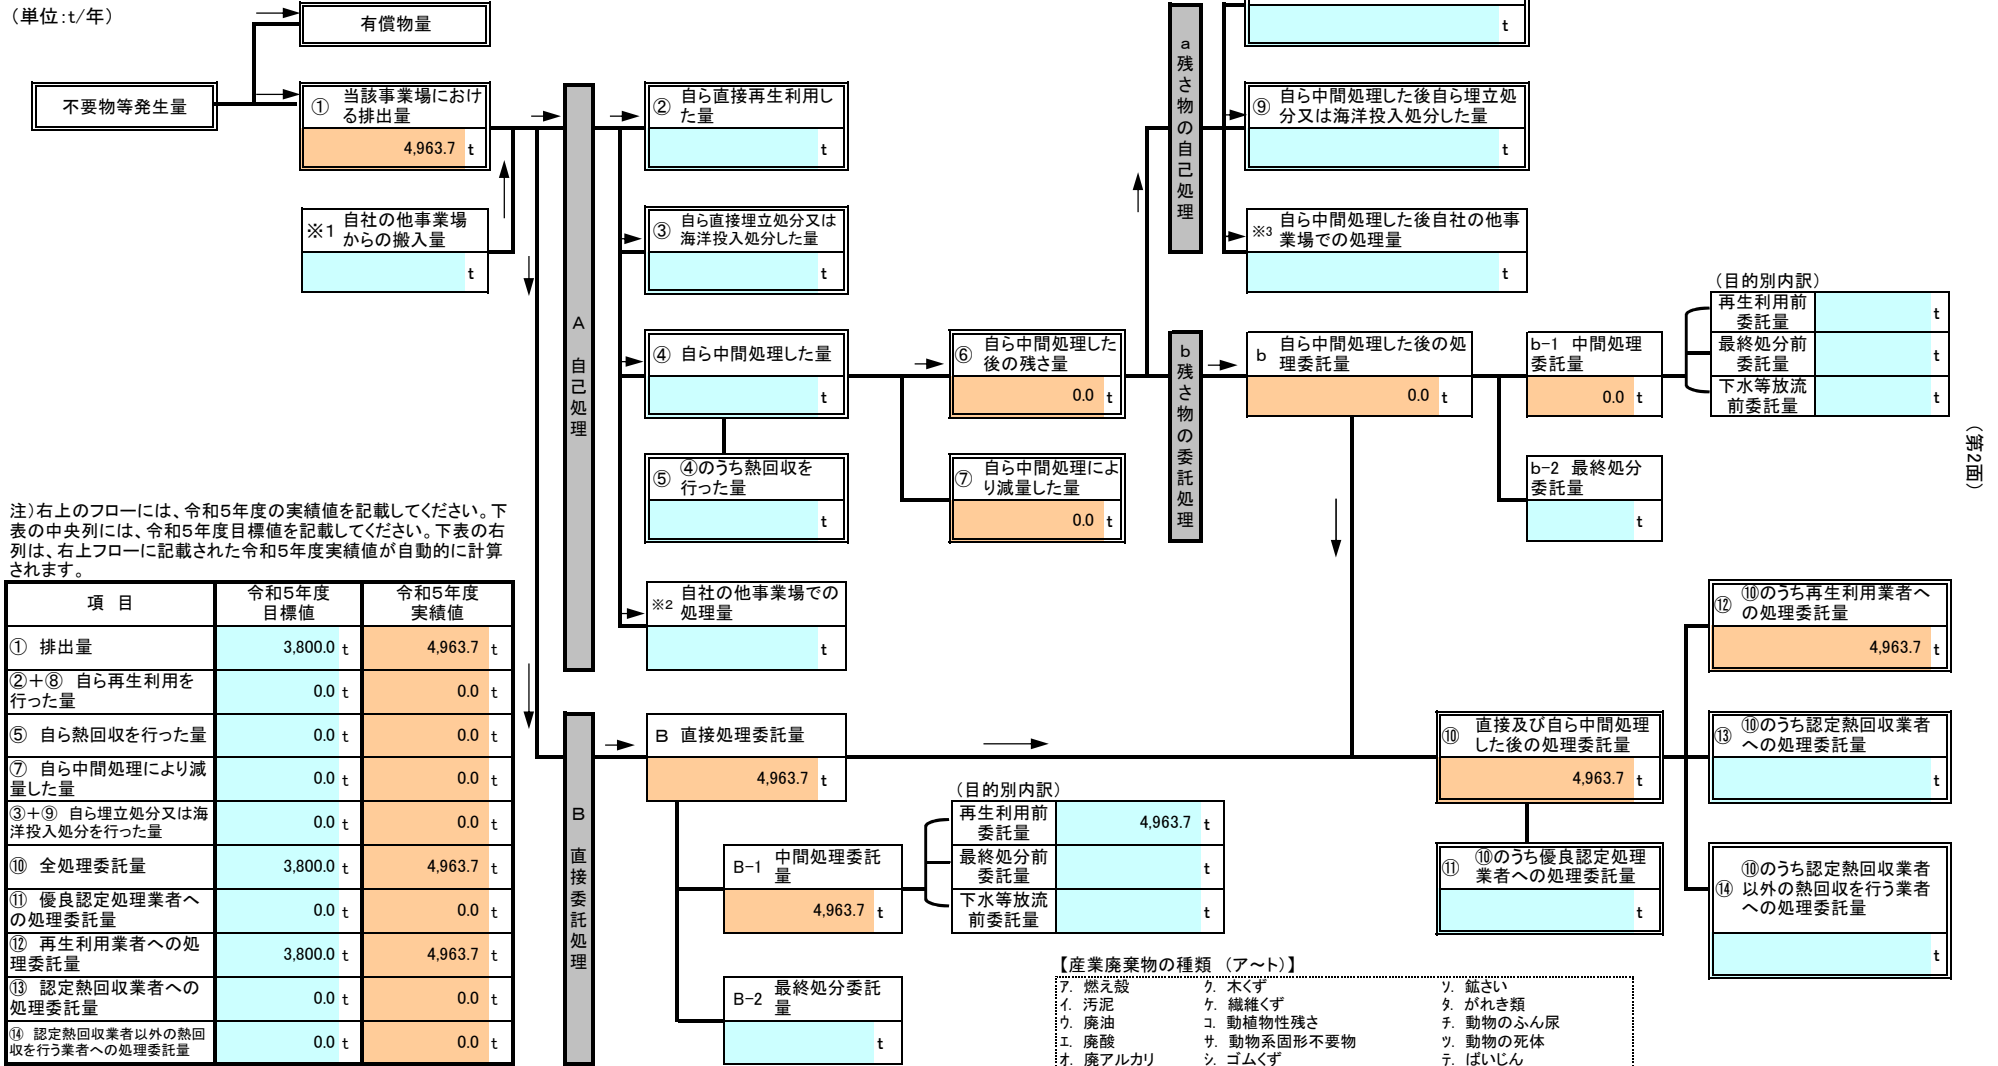 (単位:t/年)
有償物量
不要物等発生量
① 当該事業場におけ
る排出量
4,963.7 t
※1 自社の他事業場
からの搬入量
t
A 自己処理
② 自ら直接再生利用し
た量
t
③ 自ら直接埋立処分又は
海洋投入処分した量
t
④ 自ら中間処理した量
t
⑤ ④のうち熱回収を
行った量
t
※2 自社の他事業場での
処理量
t
⑥ 自ら中間処理した
後の残さ量
0.0 t
⑦ 自ら中間処理によ
り減量した量
0.0 t
a 残さ物の自己処理
t
⑨ 自ら中間処理した後自ら埋立処
分又は海洋投入処分した量
t
※3 自ら中間処理した後自社の他事
業場での処理量
t
b 残さ物の委託処理
b 自ら中間処理した後の処
理委託量
0.0 t
b-1 中間処理
委託量
0.0 t
b-2 最終処分
委託量
t
(目的別内訳)
再生利用前
委託量
t
最終処分前
委託量
t
下水等放流
前委託量
t
(第2面)
注)右上のフローには、令和5年度の実績値を記載してください。下
表の中央列には、令和5年度目標値を記載してください。下表の右
列は、右上フローに記載された令和5年度実績値が自動的に計算
されます。
項 目
令和5年度
目標値
令和5年度
実績値
① 排出量 3,800.0 t 4,963.7 t
②+⑧ 自ら再生利用を
行った量 0.0 t 0.0 t
⑤ 自ら熱回収を行った量 0.0 t 0.0 t
⑦ 自ら中間処理により減
量した量 0.0 t 0.0 t
③+⑨ 自ら埋立処分又は海
洋投入処分を行った量 0.0 t 0.0 t
⑩ 全処理委託量 3,800.0 t 4,963.7 t
⑪ 優良認定処理業者へ
の処理委託量 0.0 t 0.0 t
⑫ 再生利用業者への処
理委託量 3,800.0 t 4,963.7 t
⑬ 認定熱回収業者への
処理委託量 0.0 t 0.0 t
⑭ 認定熱回収業者以外の熱回
収を行う業者への処理委託量 0.0 t 0.0 t
B 直接委託処理
B 直接処理委託量
4,963.7 t
B-1 中間処理委託
量
4,963.7 t
B-2 最終処分委託
量
t
(目的別内訳)
再生利用前
委託量
4,963.7 t
最終処分前
委託量
t
下水等放流
前委託量
t
⑩ 直接及び自ら中間処理
した後の処理委託量
4,963.7 t
⑪ ⑩のうち優良認定処理
業者への処理委託量
t
⑫ ⑩のうち再生利用業者へ
の処理委託量
4,963.7 t
⑬ ⑩のうち認定熱回収業者
への処理委託量
t
⑭ ⑩のうち認定熱回収業者
以外の熱回収を行う業者
への処理委託量
t
【産業廃棄物の種類 (ア~ト)】
ア. 燃え殻 ク. 木くず ソ. 鉱さい
イ. 汚泥 ケ. 繊維くず タ. がれき類
ウ. 廃油 コ. 動植物性残さ チ. 動物のふん尿
エ. 廃酸 サ. 動物系固形不要物 ツ. 動物の死体
オ. 廃アルカリ シ. ゴムくず テ. ばいじん